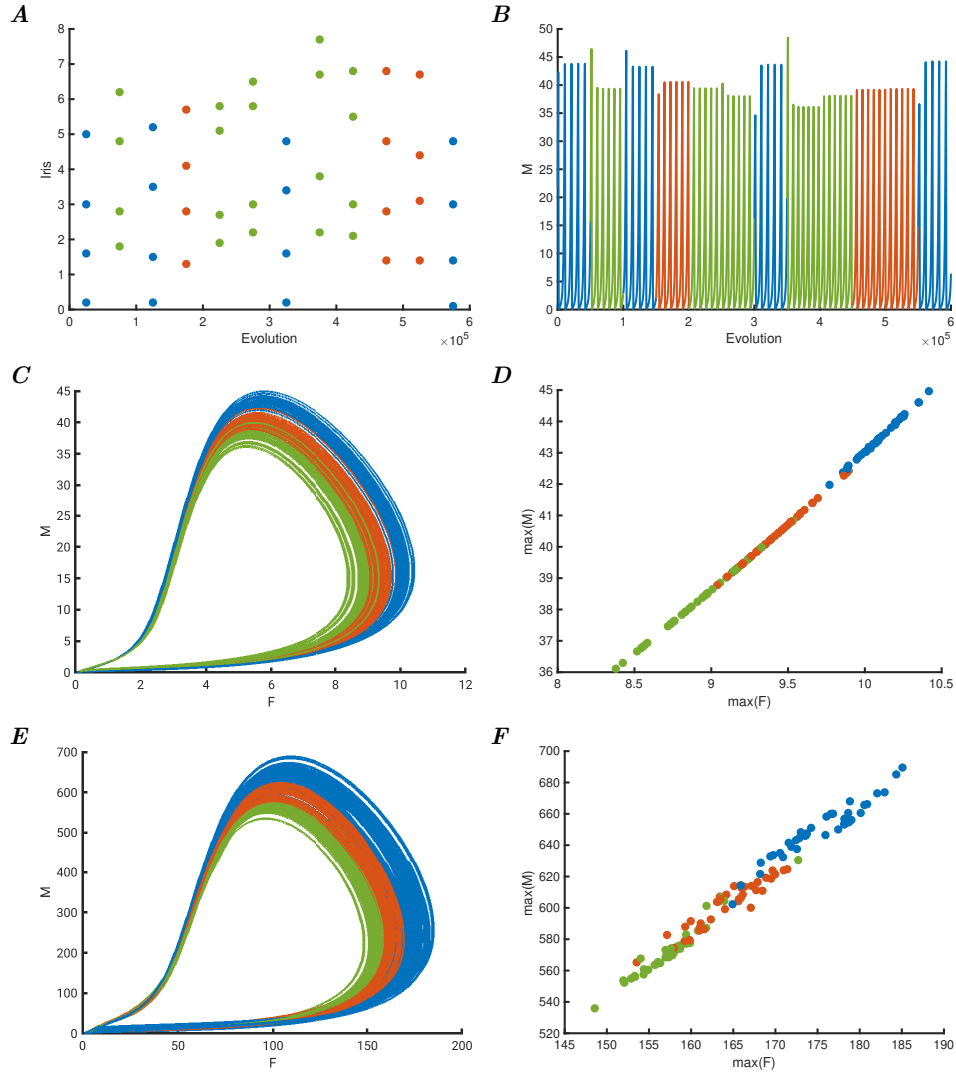 A
8
7
6
5
4
3
2
1
0
Iris
0 1 2 3 4 5 6
Evolution
×10^5
B
50
45
40
35
30
25
20
15
10
5
0
M
0 1 2 3 4 5 6
Evolution
×10^5
C
45
40
35
30
25
20
15
10
5
0
M
0 2 4 6 8 10 12
F
D
45
44
43
42
41
40
39
38
37
36
max(M)
8 8.5 9 9.5 10 10.5
max(F)
E
700
600
500
400
300
200
100
0
M
0 50 100 150 200
F
F
700
680
660
640
620
600
580
560
540
520
max(M)
145 150 155 160 165 170 175 180 185 190
max(F)